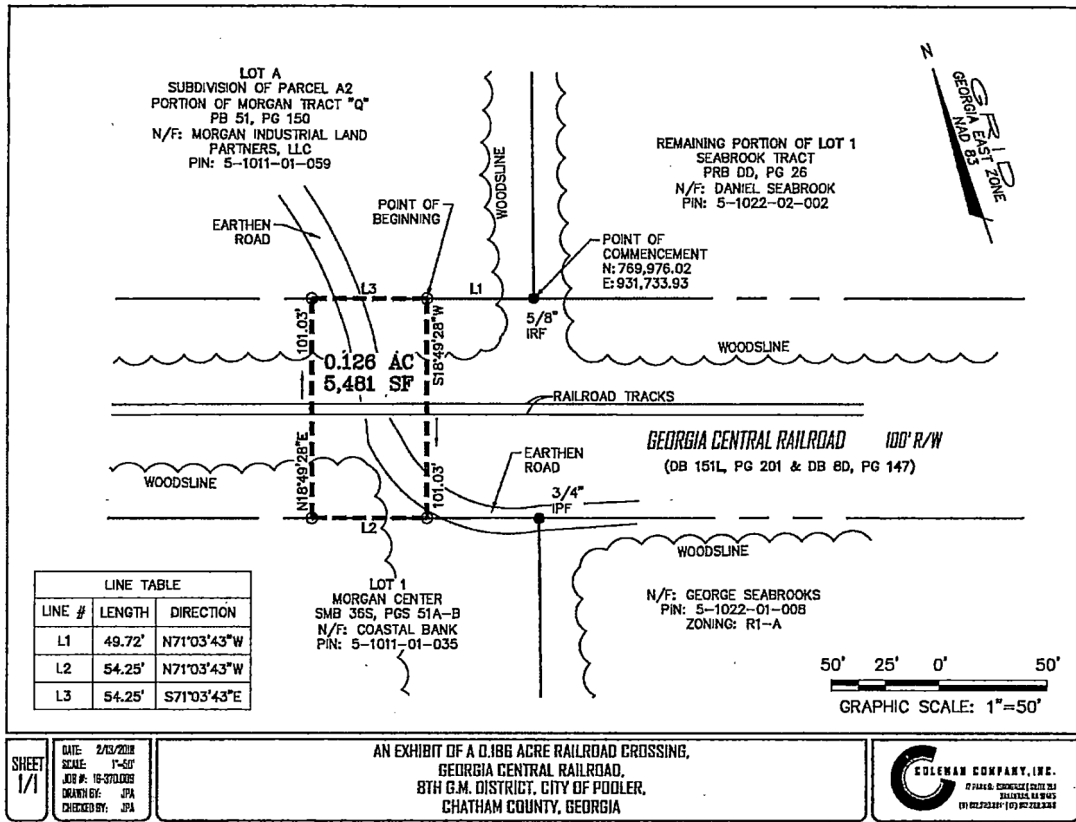 LOT A
SUBDIVISION OF PARCEL A2
PORTION OF MORGAN TRACT "Q"
PB 51, PG 150
N/F: MORGAN INDUSTRIAL LAND
PARTNERS, LLC
PIN: 5-1011-01-059
EARTHEN
ROAD
POINT OF
BEGINNING
WOODSLINE
REMAINING PORTION OF LOT 1
SEABROOK TRACT
PRB DD, PG 26
N/F: DANIEL SEABROOK
PIN: 5-1022-02-002
N
GRID
GEORGIA EAST ZONE
NAD 83
POINT OF
COMMENCEMENT
N: 769,976.02
E: 931,733.93
L3
L1
5/8"
IRF
101.03'
S18°49'28"W
WOODSLINE
0.126 AC
5,481 SF
RAILROAD TRACKS
GEORGIA CENTRAL RAILROAD 100' R/W
(DB 151L, PG 201 & DB 8D, PG 147)
WOODSLINE
N18°49'28"E
101.03'
EARTHEN
ROAD
3/4"
IPF
L2
WOODSLINE
LOT 1
MORGAN CENTER
SMB 36S, PGS 51A-B
N/F: COASTAL BANK
PIN: 5-1011-01-035
N/F: GEORGE SEABROOKS
PIN: 5-1022-01-008
ZONING: R1-A
LINE TABLE
LINE # LENGTH DIRECTION
L1 49.72' N71°03'43"W
L2 54.25' N71°03'43"W
L3 54.25' S71°03'43"E
50' 25' 0' 50'
GRAPHIC SCALE: 1"=50'
SHEET
1/1
DATE: 2/13/2018
SCALE: 1"=50'
JOB #:
DRAWN BY: JPA
CHECKED BY: JPA
AN EXHIBIT OF A 0.186 ACRE RAILROAD CROSSING,
GEORGIA CENTRAL RAILROAD,
8TH G.M. DISTRICT, CITY OF POOLER,
CHATHAM COUNTY, GEORGIA
COLEMAN COMPANY, INC.